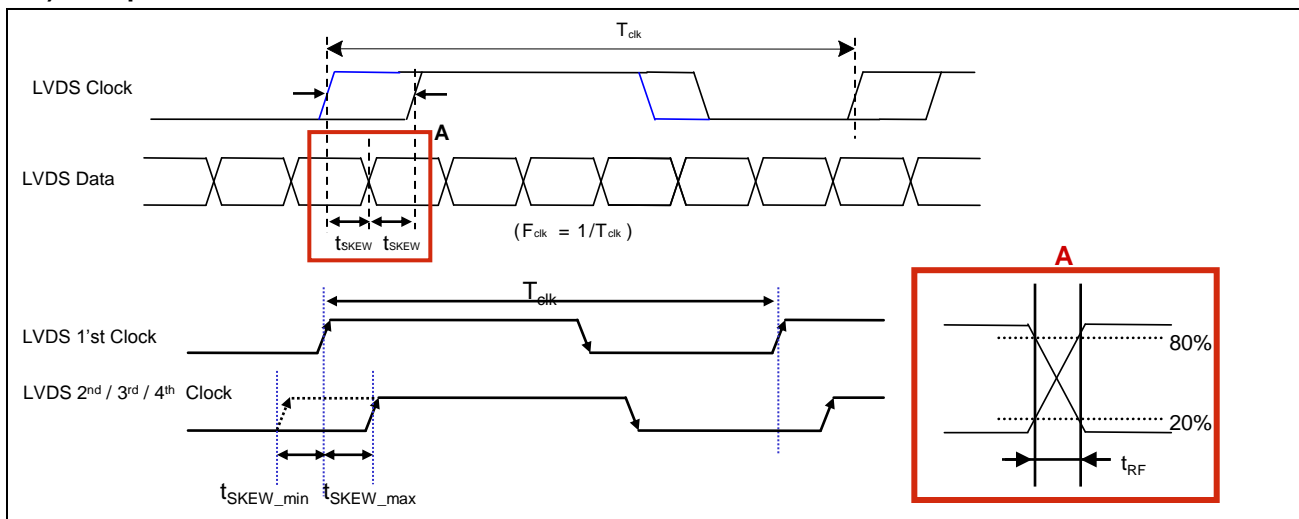 Tclk
LVDS Clock
A
LVDS Data
tSKEW tSKEW
(Fclk = 1/Tclk)
A
Tclk
LVDS 1'st Clock
80%
LVDS 2nd / 3rd / 4th Clock
20%
tRF
tSKEW_min tSKEW_max